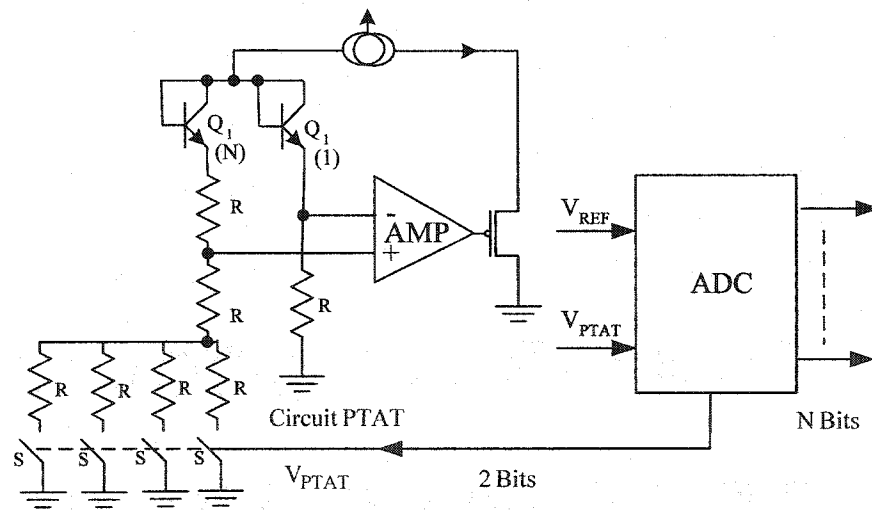 Q1
(N)
Q1
(1)
R
-
AMP
+
R
R
VREF
ADC
VPTAT
R
R
R
R
Circuit PTAT
N Bits
S
S
S
S
VPTAT
2 Bits